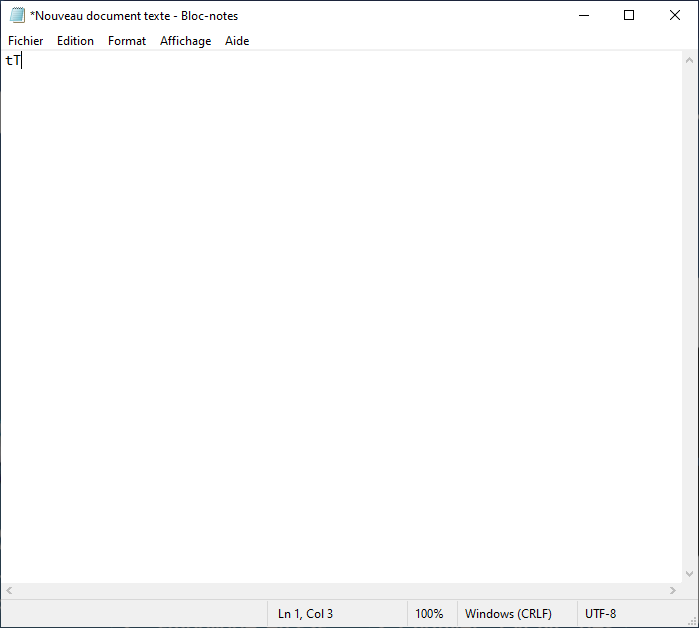 *Nouveau document texte - Bloc-notes
Fichier Edition Format Affichage Aide
tT
Ln 1, Col 3 100% Windows (CRLF) UTF-8